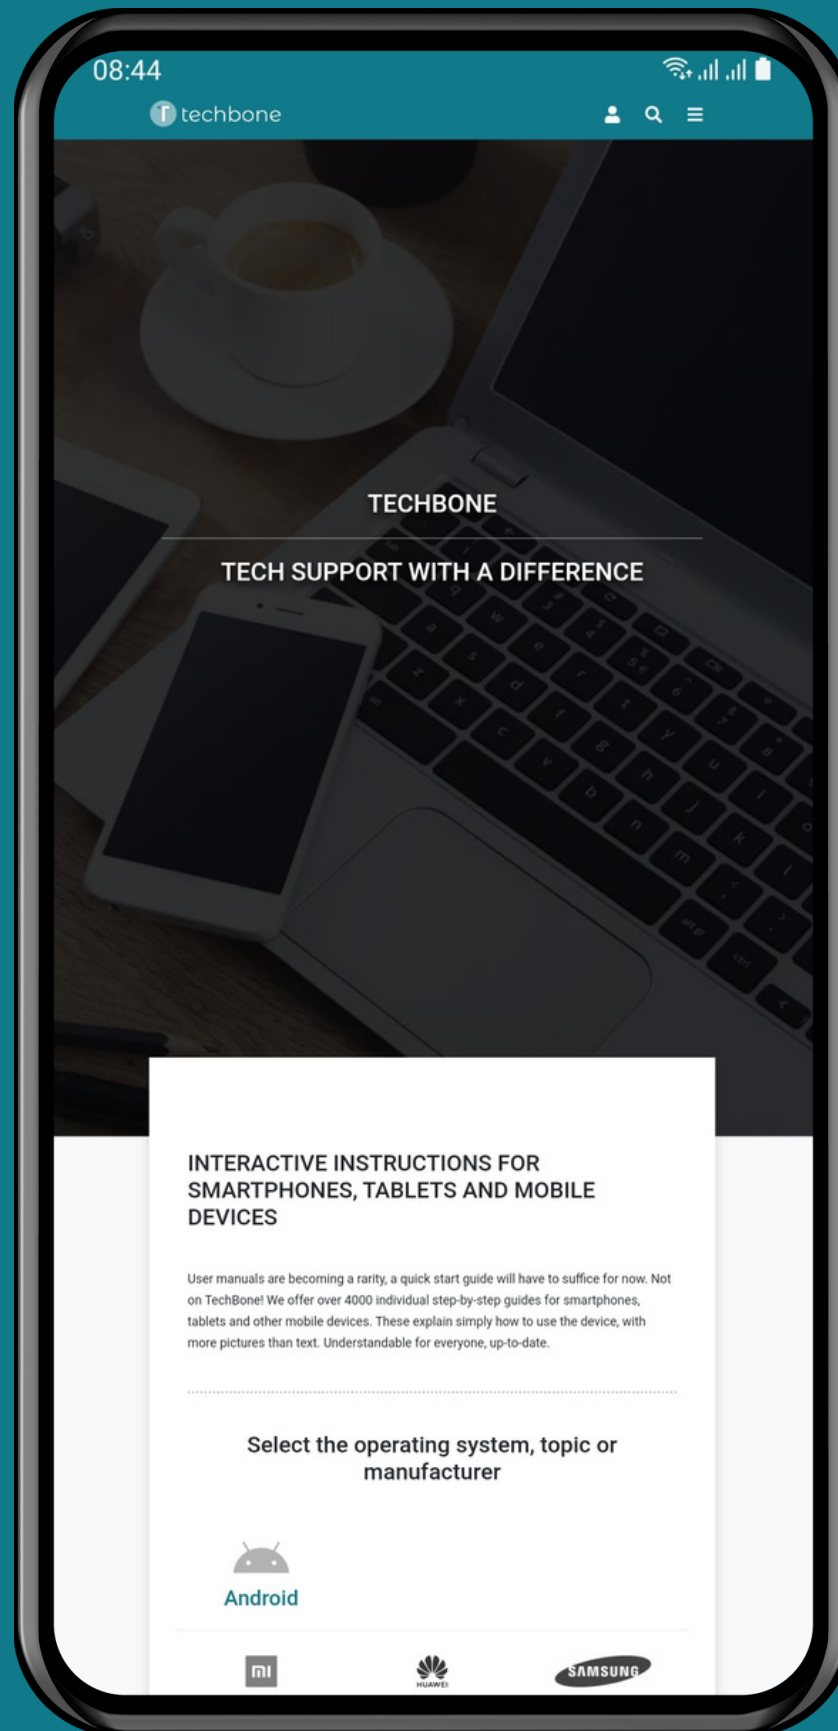 08:44
techbone
TECHBONE
TECH SUPPORT WITH A DIFFERENCE
INTERACTIVE INSTRUCTIONS FOR
SMARTPHONES, TABLETS AND MOBILE
DEVICES
User manuals are becoming a rarity, a quick start guide will have to suffice for now. Not
on TechBone! We offer over 4000 individual step-by-step guides for smartphones,
tablets and other mobile devices. These explain simply how to use the device, with
more pictures than text. Understandable for everyone, up-to-date.
Select the operating system, topic or
manufacturer
Android
mi
HUAWEI
SAMSUNG